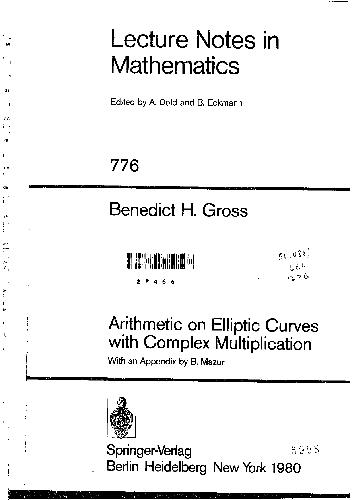 Lecture Notes in
Mathematics
Edited by A. Dold and B. Eckmann
776
Benedict H. Gross
Arithmetic on Elliptic Curves
with Complex Multiplication
With an Appendix by B. Mazur
Springer-Verlag
Berlin Heidelberg New York 1980